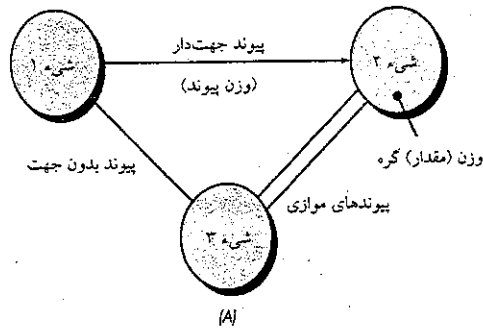 پیوند جهت‌دار
شیء ۱
شیء ۲
(وزن پیوند)
وزن (مقدار) گره
پیوند بدون جهت
پیوندهای موازی
شیء ۳
(A)